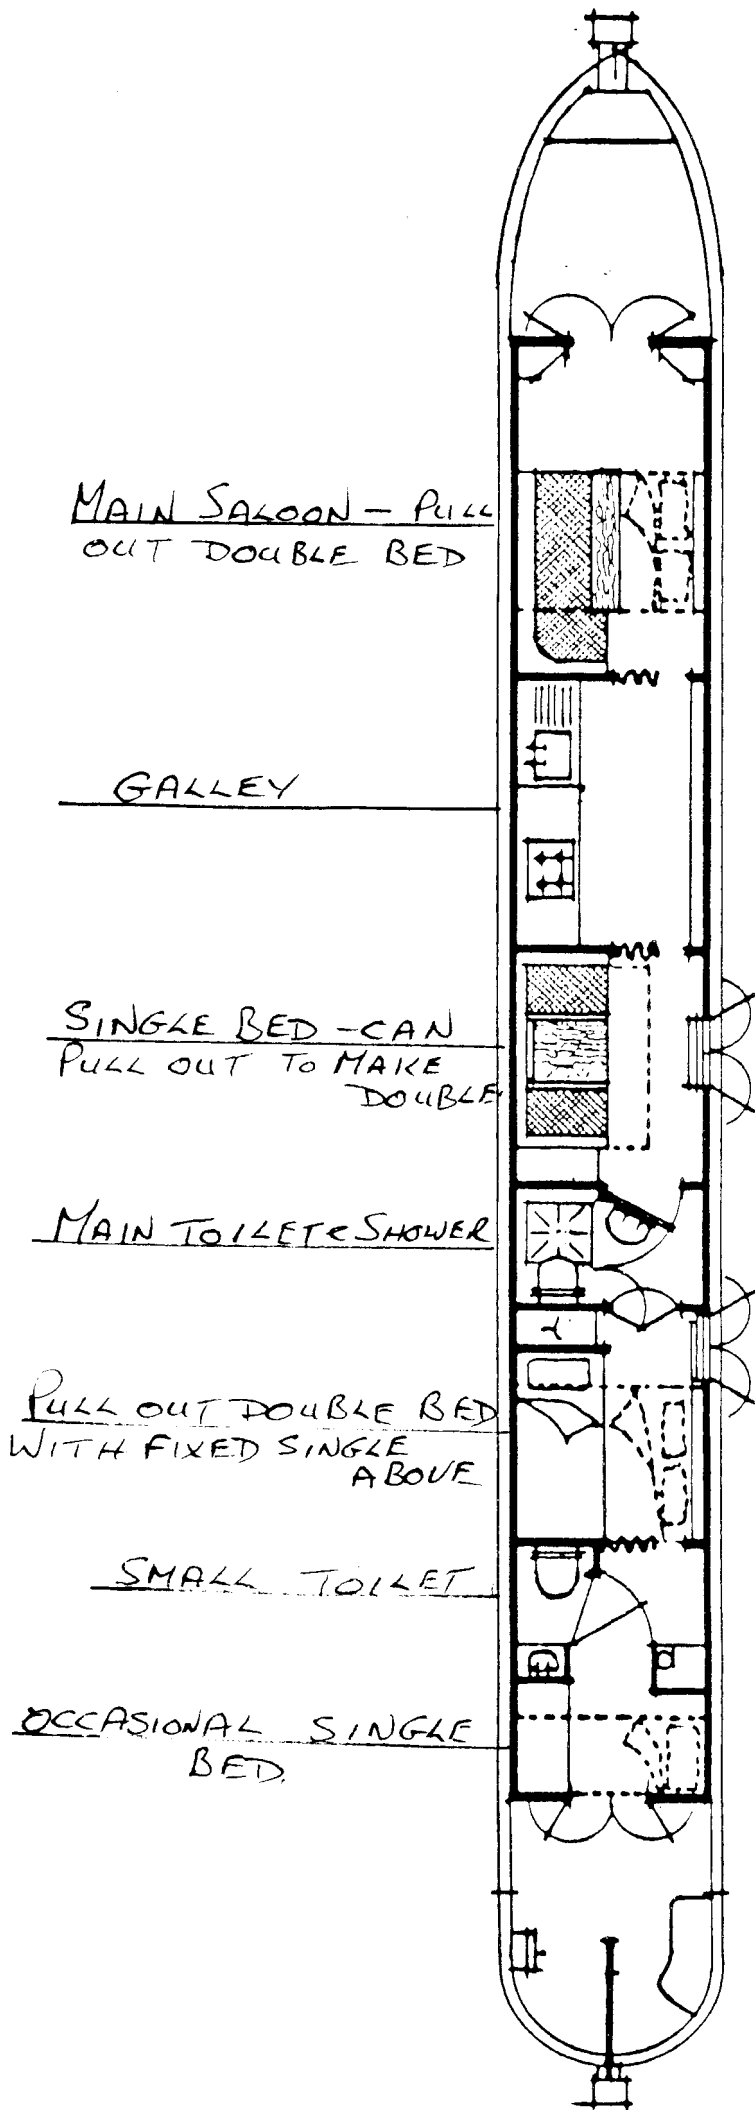 MAIN SALOON - PULL
OUT DOUBLE BED
GALLEY
SINGLE BED - CAN
PULL OUT TO MAKE
DOUBLE
MAIN TOILET & SHOWER
PULL OUT DOUBLE BED
WITH FIXED SINGLE
ABOVE
SMALL TOILET
OCCASIONAL SINGLE
BED.